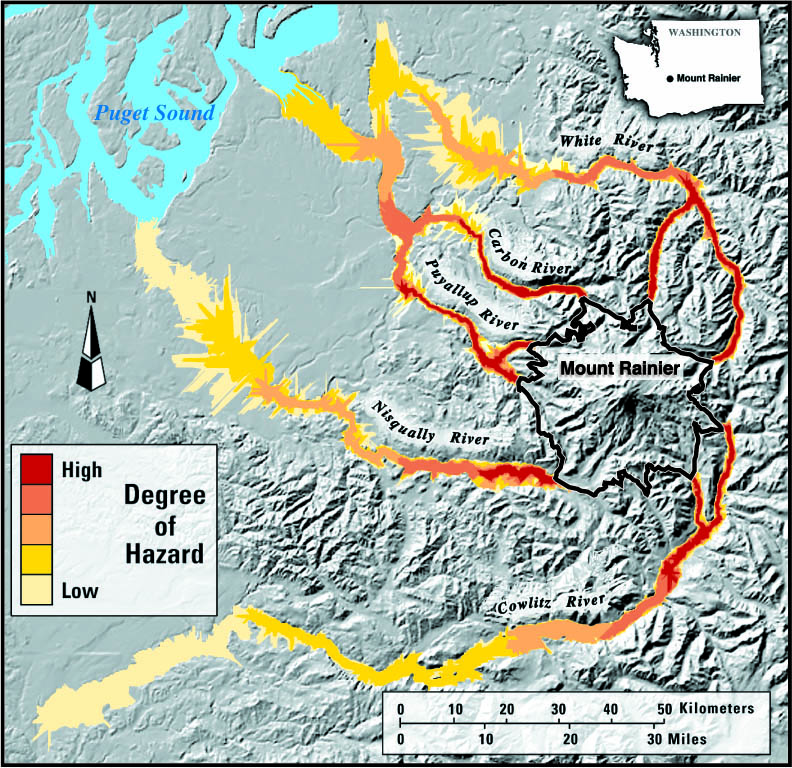 WASHINGTON
Mount Rainier
Puget Sound
White River
Carbon River
Puyallup River
N
Mount Rainier
Nisqually River
High
Degree
of
Hazard
Low
Cowlitz River
0 10 20 30 40 50 Kilometers
0 10 20 30 Miles